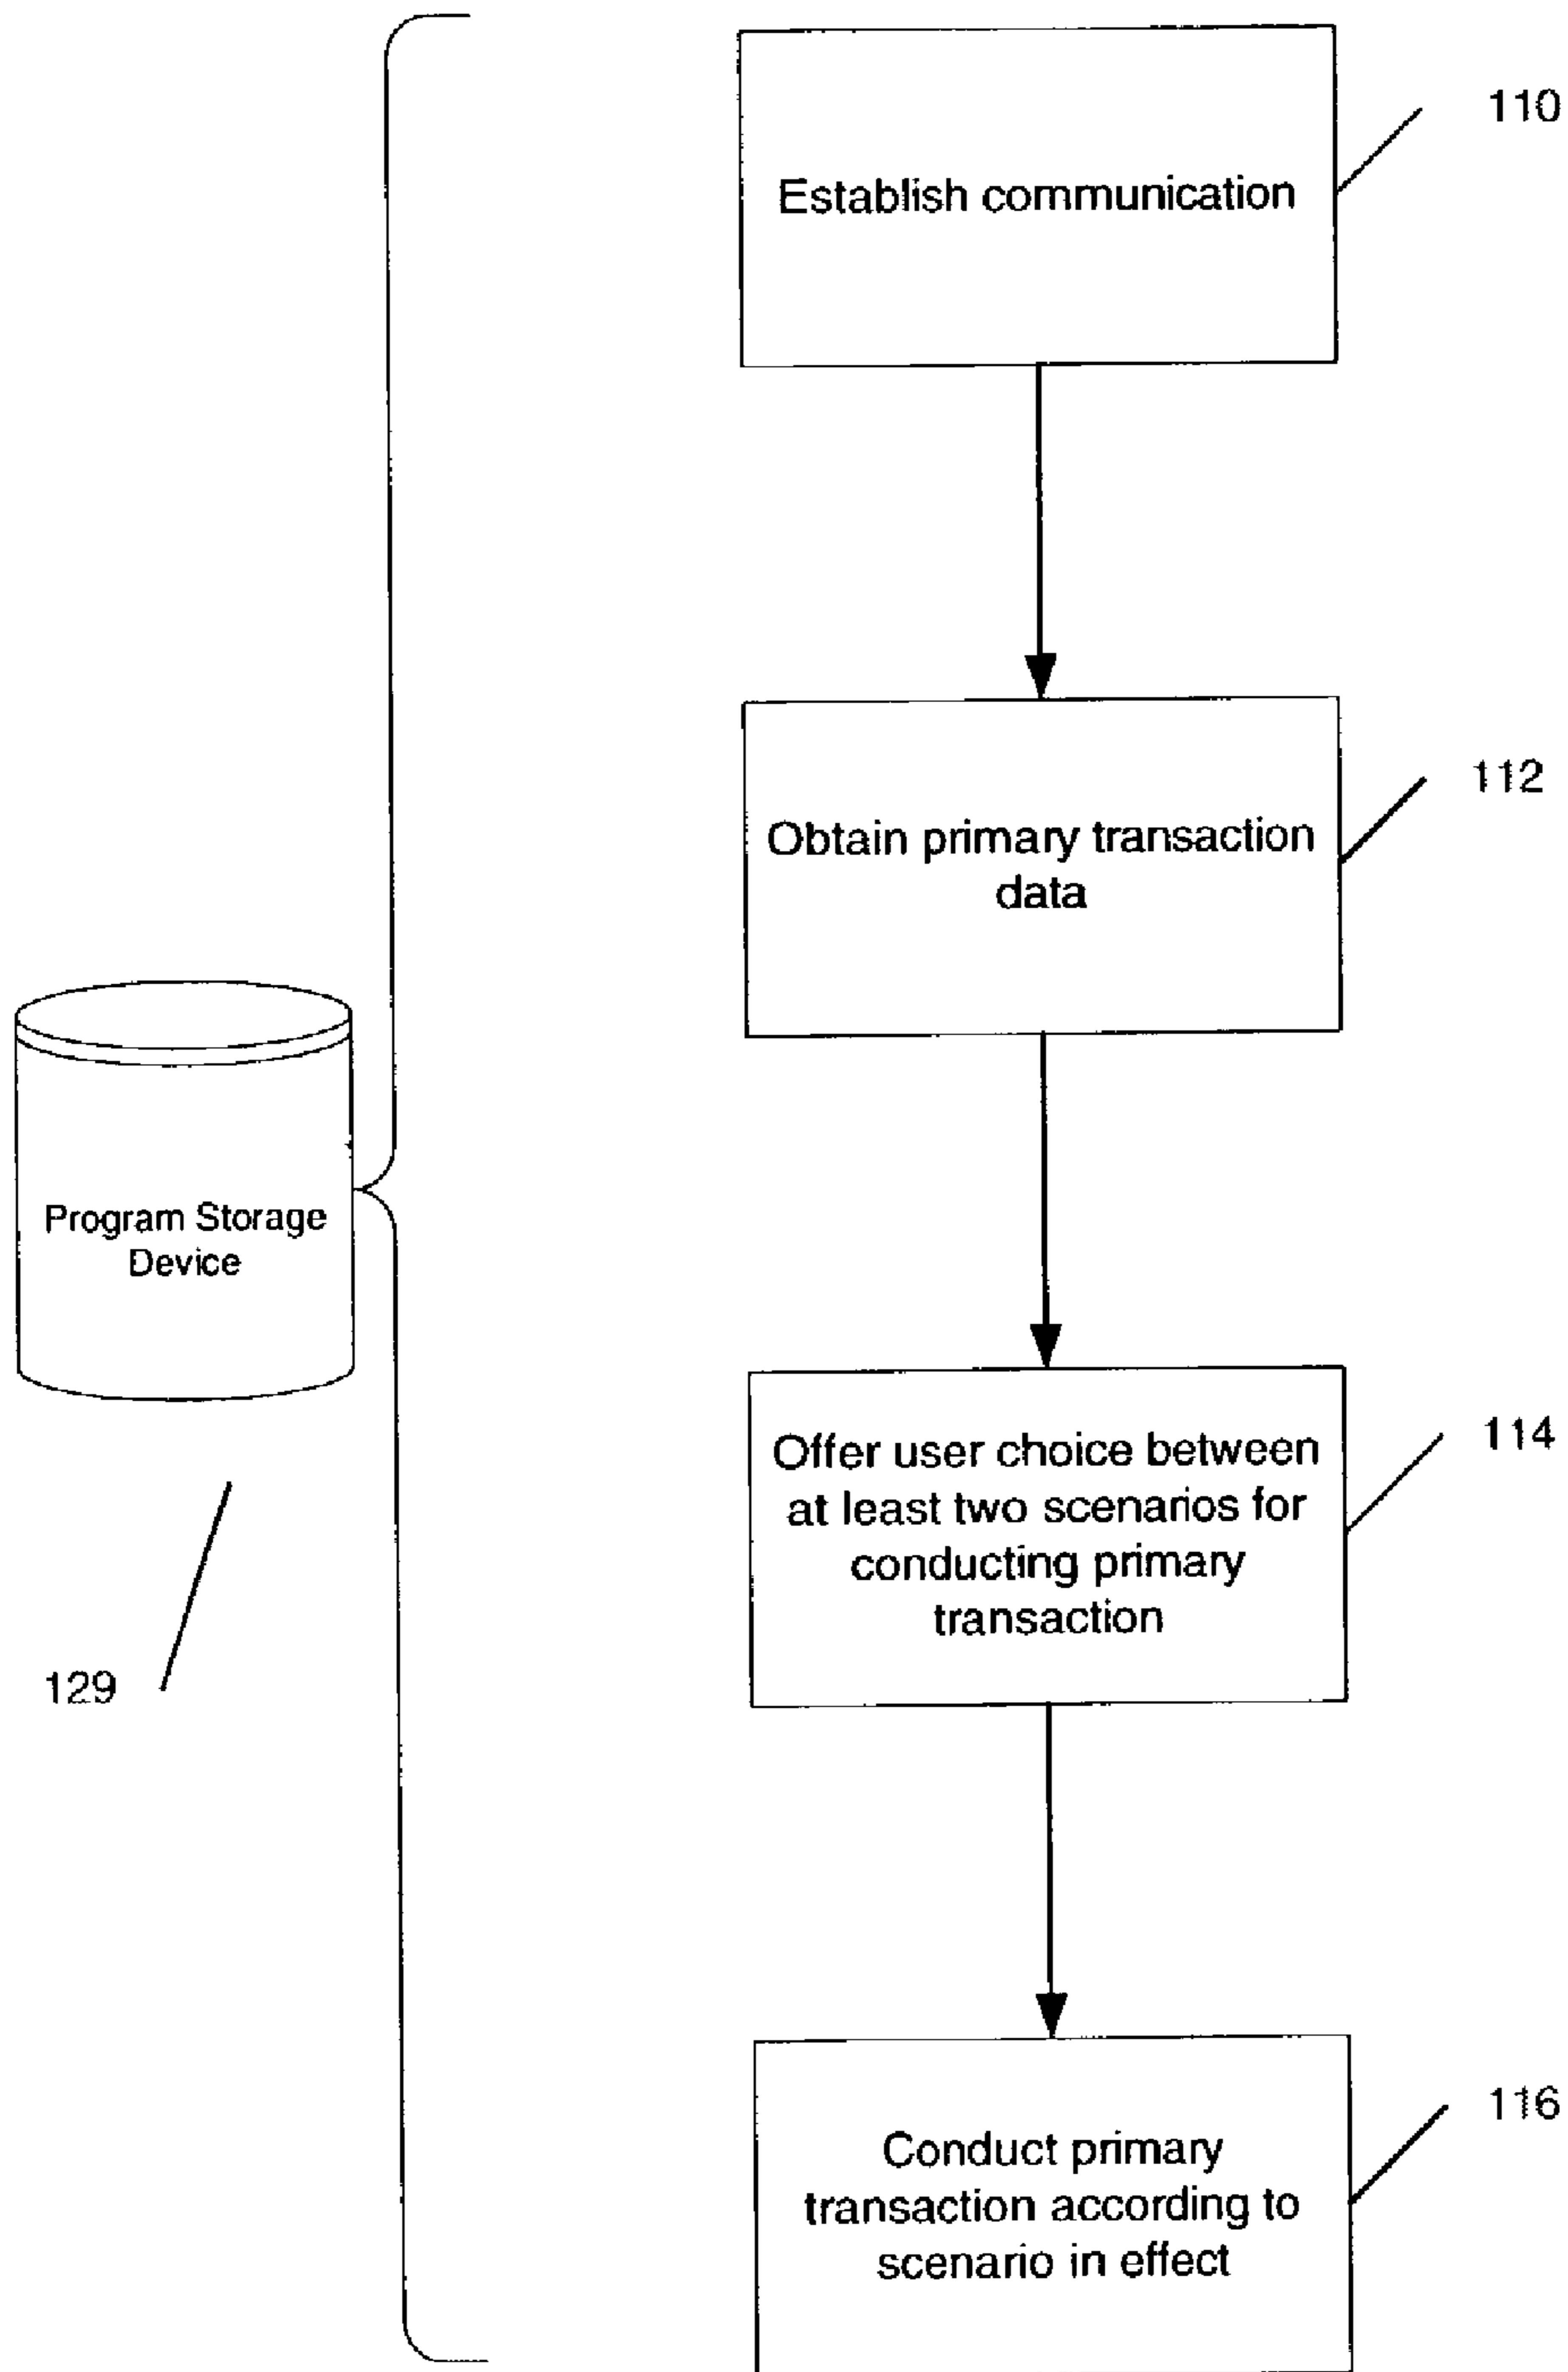 110
Establish communication
112
Obtain primary transaction
data
Program Storage
Device
114
Offer user choice between
at least two scenarios for
conducting primary
transaction
129
116
Conduct primary
transaction according to
scenario in effect